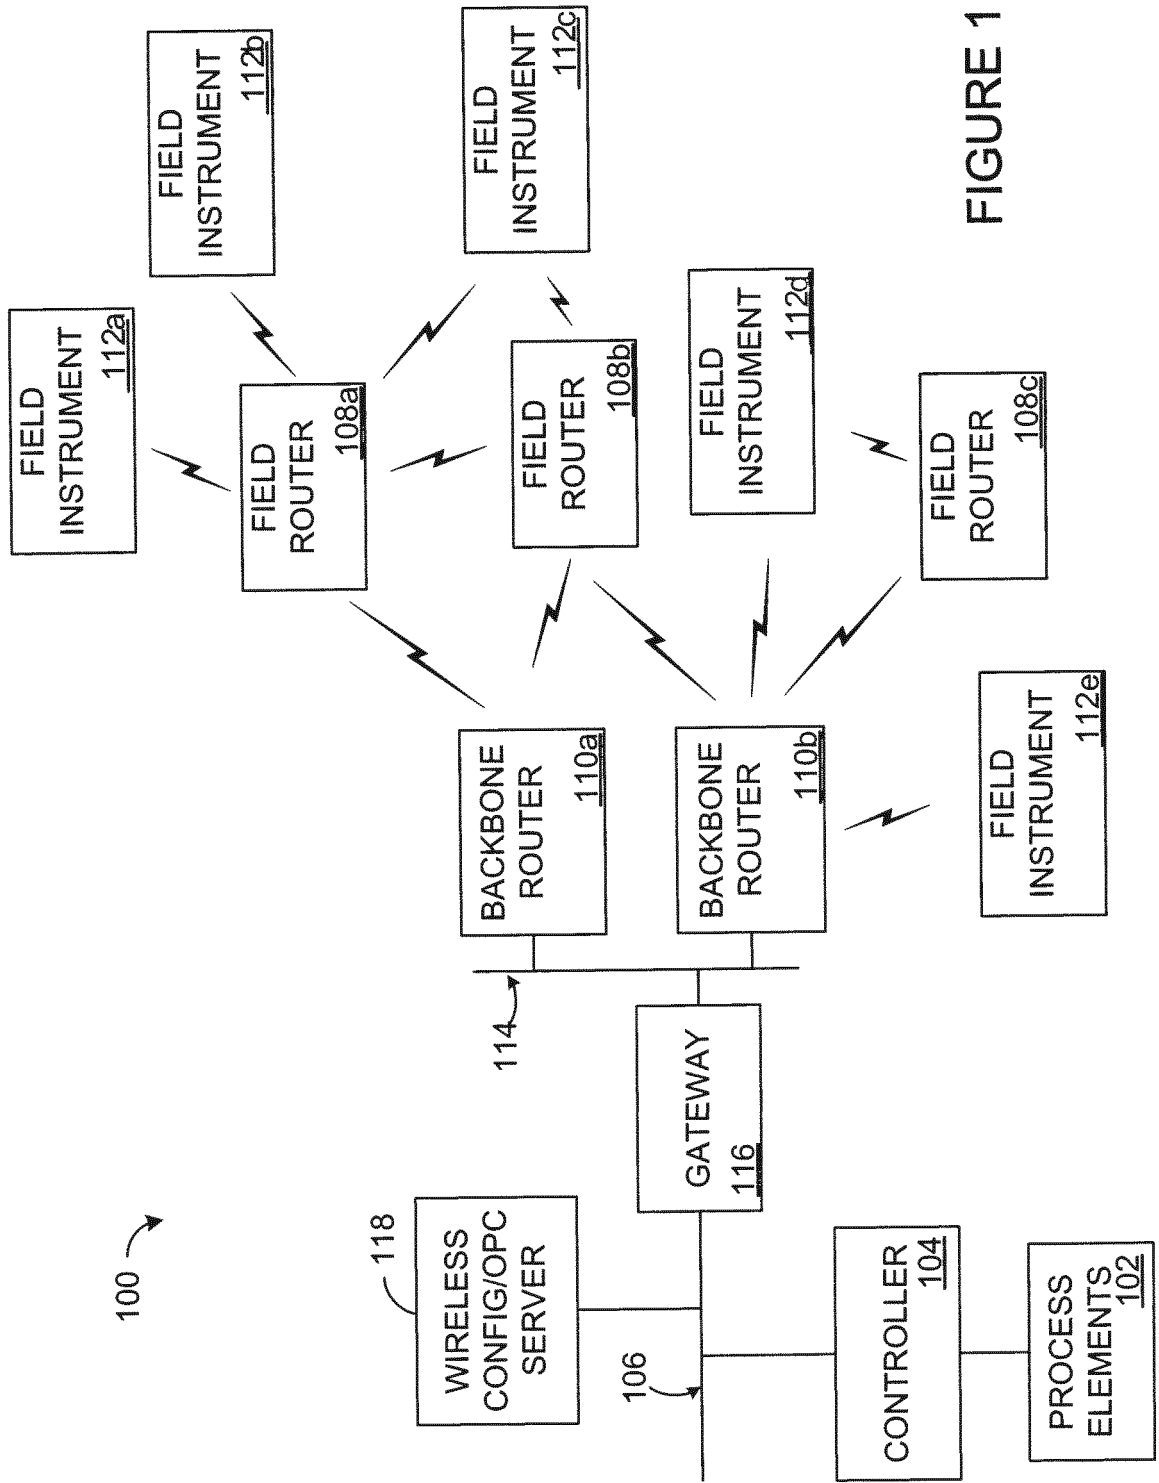 100
WIRELESS
CONFIG/OPC
SERVER
118
106
CONTROLLER
104
PROCESS
ELEMENTS
102
GATEWAY
116
114
BACKBONE
ROUTER
110a
BACKBONE
ROUTER
110b
FIELD
INSTRUMENT
112e
FIELD
ROUTER
108a
FIELD
ROUTER
108b
FIELD
ROUTER
108c
FIELD
INSTRUMENT
112a
FIELD
INSTRUMENT
112b
FIELD
INSTRUMENT
112c
FIELD
INSTRUMENT
112d
FIGURE 1